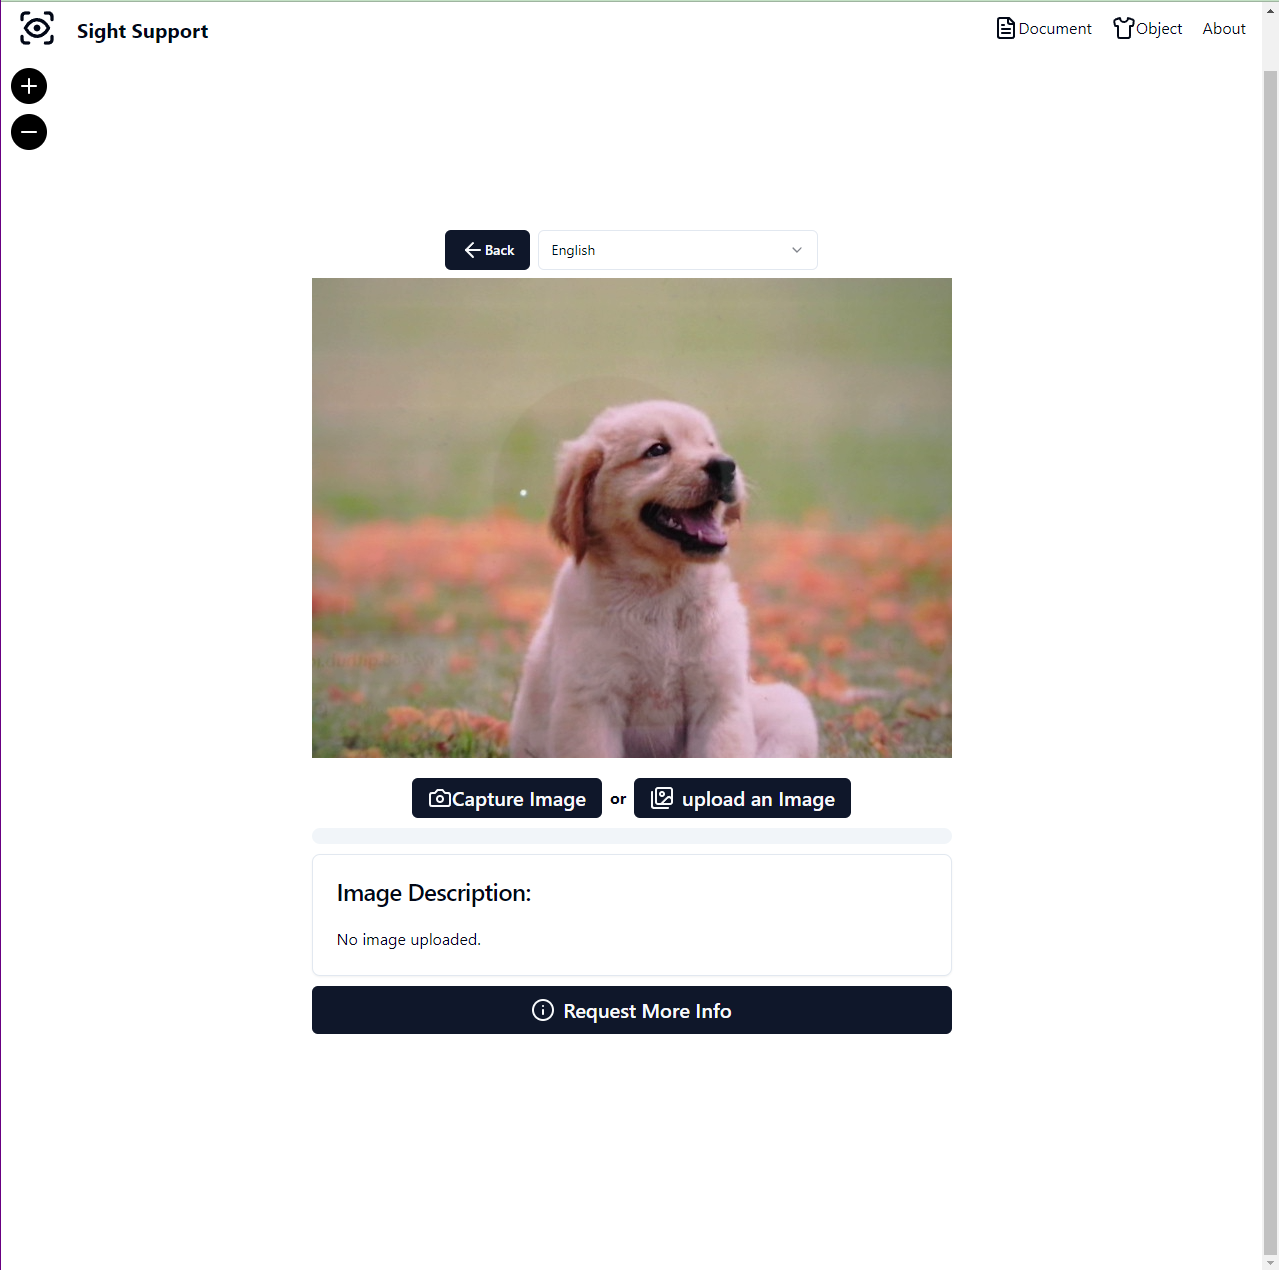 Sight Support
Document
Object
About
Back
English
Capture Image
or
upload an Image
Image Description:
No image uploaded.
Request More Info